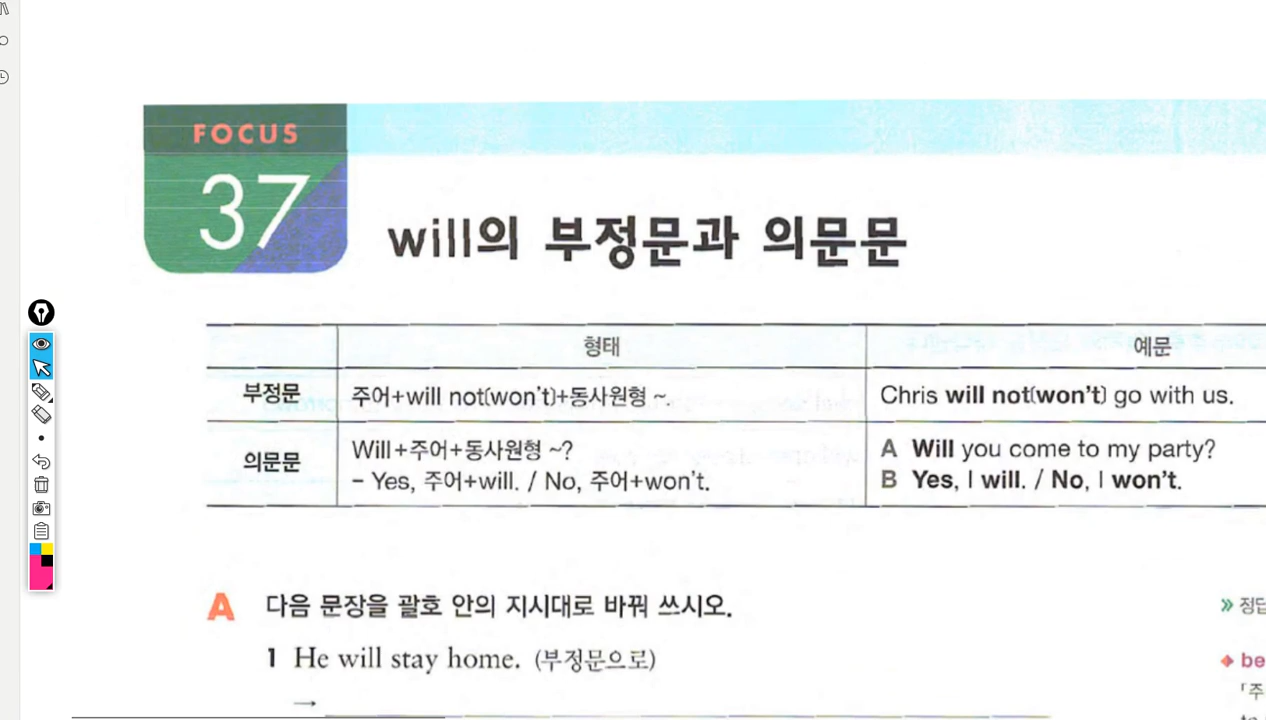 FOCUS
37
will의 부정문과 의문문
형태
예문
부정문
주어+will not(won't)+동사원형 ~.
Chris will not(won't) go with us.
의문문
Will+주어+동사원형 ~?
– Yes, 주어+will. / No, 주어+won't.
A Will you come to my party?
B Yes, I will. / No, I won't.
A 다음 문장을 괄호 안의 지시대로 바꿔 쓰시오.
» 정답
1 He will stay home. (부정문으로)
be
「주
→